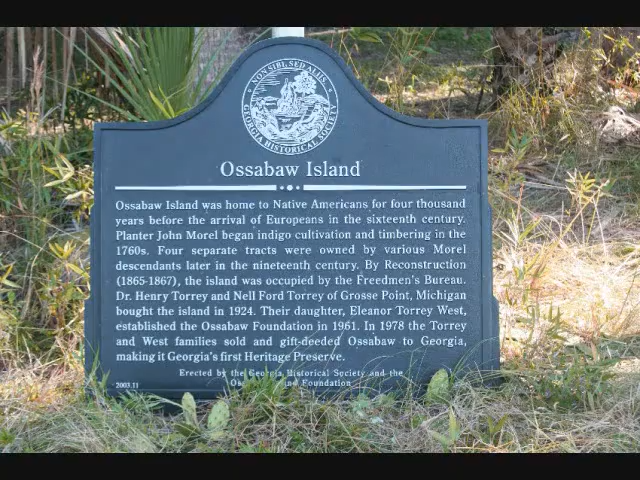 NON SIBI, SED ALIIS
GEORGIA HISTORICAL SOCIETY
Ossabaw Island
Ossabaw Island was home to Native Americans for four thousand
years before the arrival of Europeans in the sixteenth century.
Planter John Morel began indigo cultivation and timbering in the
1760s. Four separate tracts were owned by various Morel
descendants later in the nineteenth century. By Reconstruction
(1865-1867), the island was occupied by the Freedmen's Bureau.
Dr. Henry Torrey and Nell Ford Torrey of Grosse Point, Michigan
bought the island in 1924. Their daughter, Eleanor Torrey West,
established the Ossabaw Foundation in 1961. In 1978 the Torrey
and West families sold and gift-deeded Ossabaw to Georgia,
making it Georgia's first Heritage Preserve.
Erected by the Georgia Historical Society and the
Ossabaw Island Foundation
2003.11